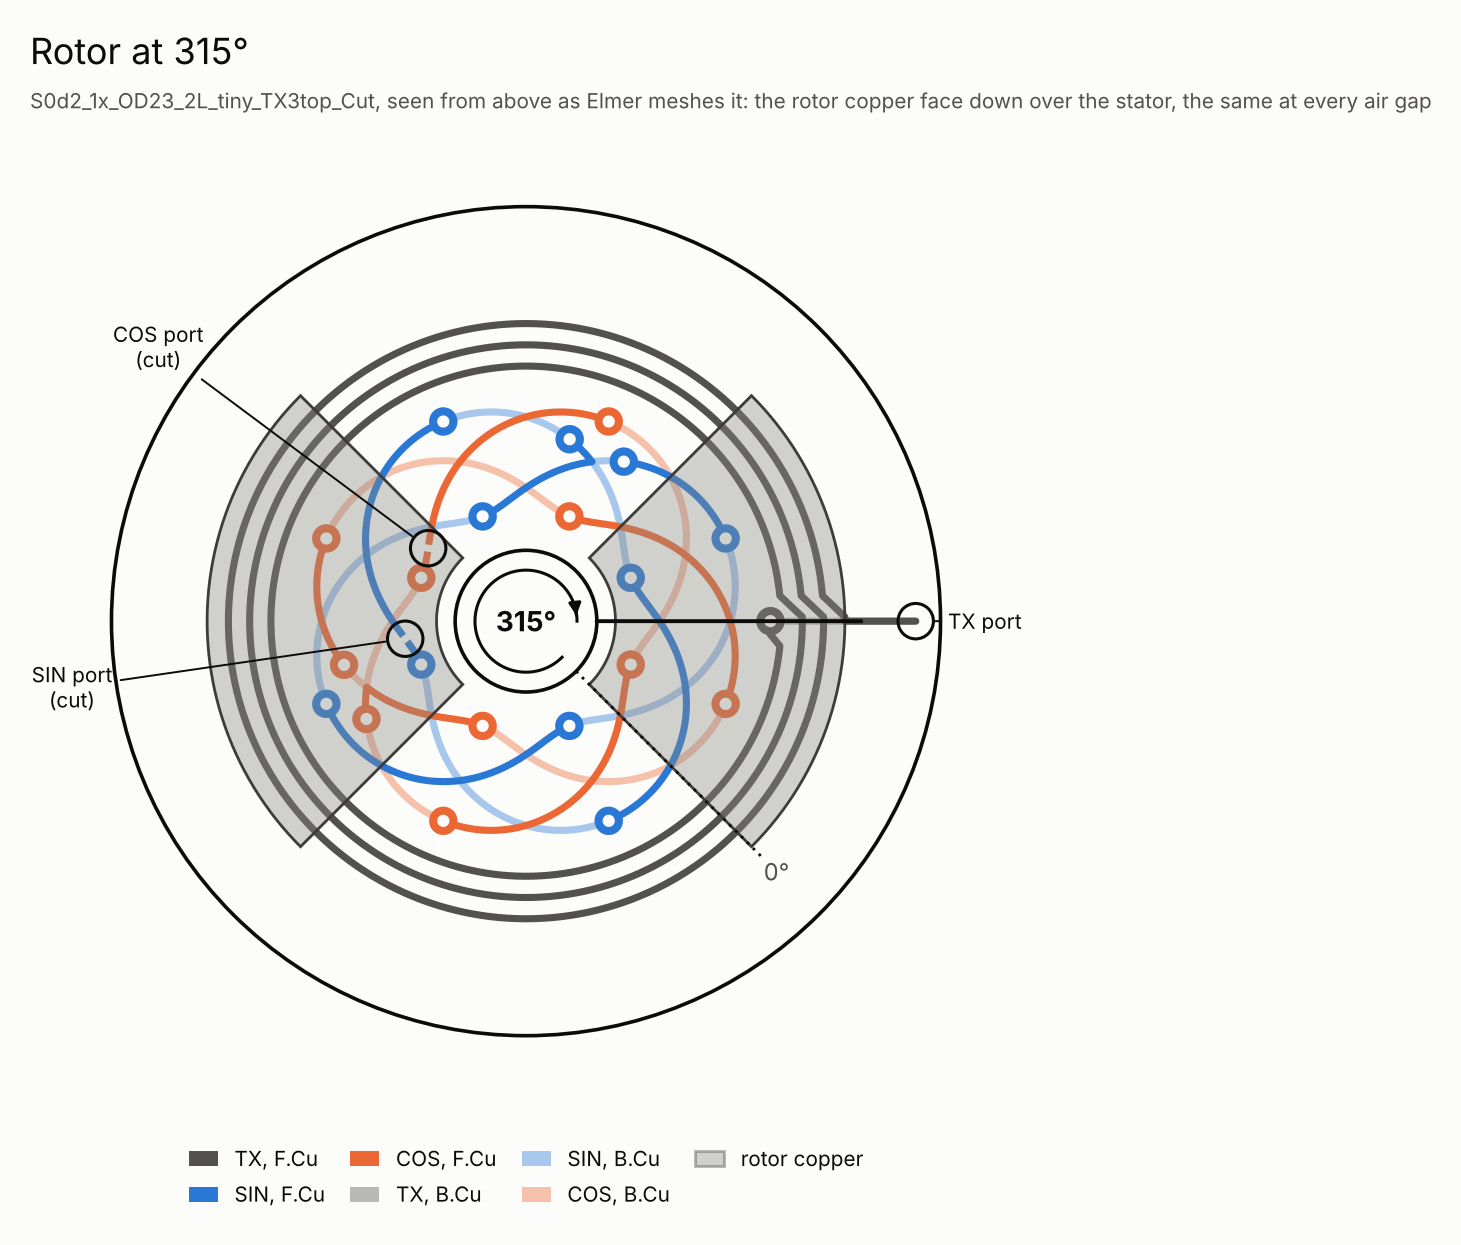 Rotor at 315°
S0d2_1x_OD23_2L_tiny_TX3top_Cut, seen from above as Elmer meshes it: the rotor copper face down over the stator, the same at every air gap
COS port
(cut)
315°
TX port
SIN port
(cut)
0°
TX, F.Cu
COS, F.Cu
SIN, B.Cu
rotor copper
SIN, F.Cu
TX, B.Cu
COS, B.Cu